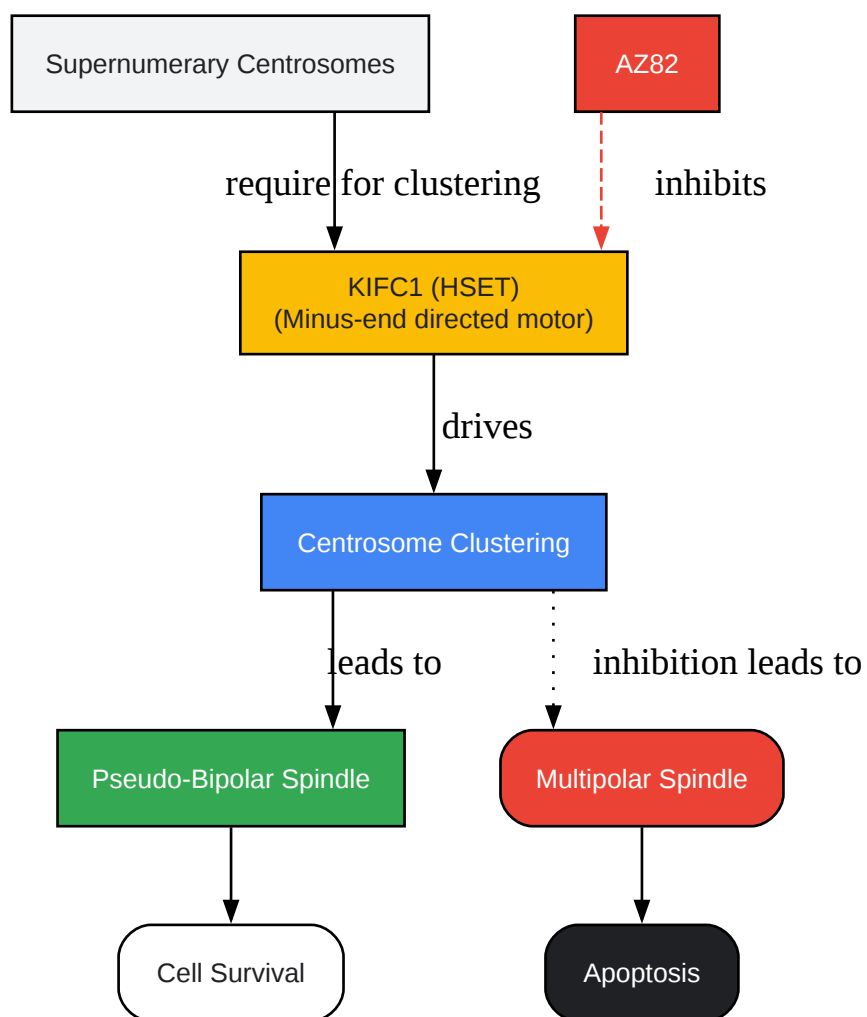 Supernumerary Centrosomes
AZ82
require for clustering
inhibits
KIFC1 (HSET)
(Minus-end directed motor)
drives
Centrosome Clustering
leads to
inhibition leads to
Pseudo-Bipolar Spindle
Multipolar Spindle
Cell Survival
Apoptosis